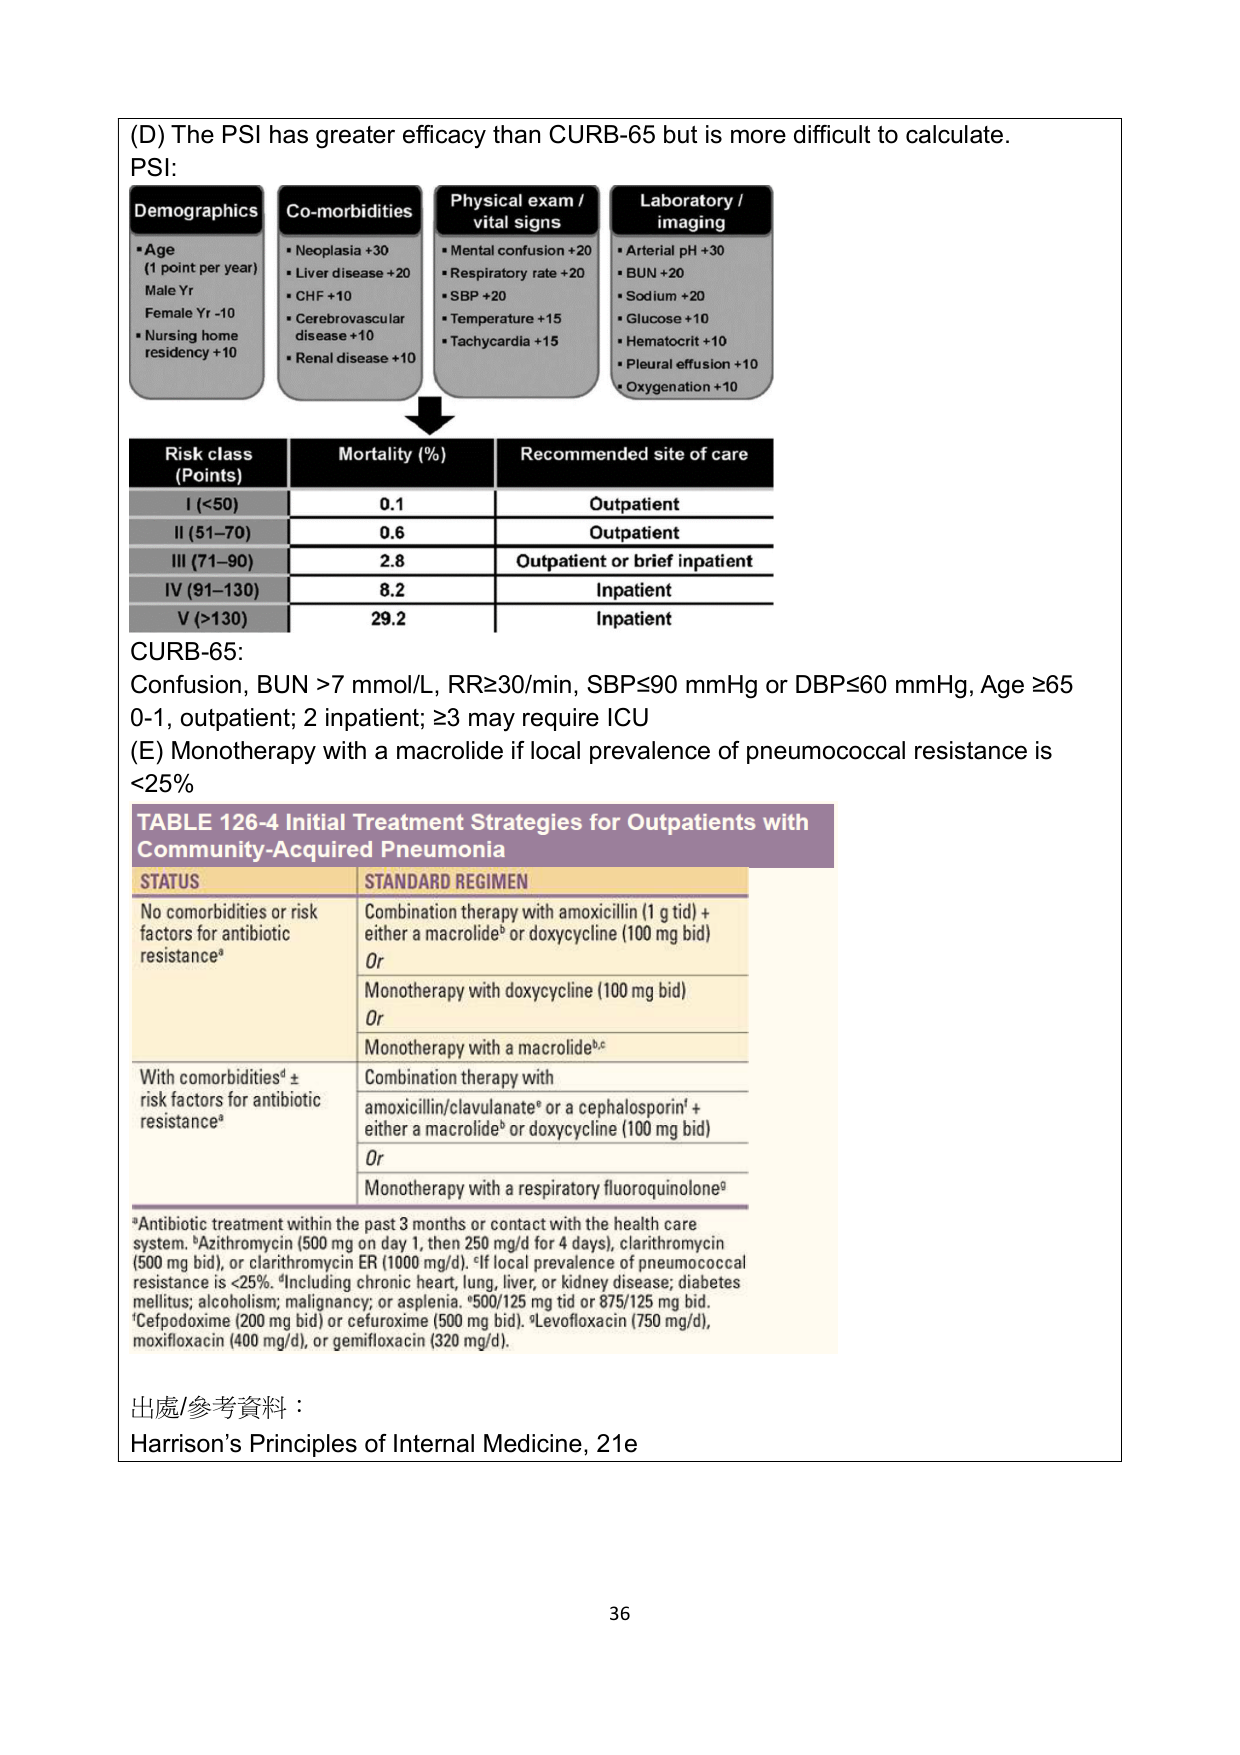 (D) The PSI has greater efficacy than CURB-65 but is more difficult to calculate.
PSI:
Demographics
▪ Age
(1 point per year)
Male Yr
Female Yr -10
▪ Nursing home
residency +10
Co-morbidities
▪ Neoplasia +30
▪ Liver disease +20
▪ CHF +10
▪ Cerebrovascular
disease +10
▪ Renal disease +10
Physical exam /
vital signs
▪ Mental confusion +20
▪ Respiratory rate +20
▪ SBP +20
▪ Temperature +15
▪ Tachycardia +15
Laboratory /
imaging
▪ Arterial pH +30
▪ BUN +20
▪ Sodium +20
▪ Glucose +10
▪ Hematocrit +10
▪ Pleural effusion +10
▪ Oxygenation +10
Risk class
(Points)
Mortality (%)
Recommended site of care
I (<50)
0.1
Outpatient
II (51–70)
0.6
Outpatient
III (71–90)
2.8
Outpatient or brief inpatient
IV (91–130)
8.2
Inpatient
V (>130)
29.2
Inpatient
CURB-65:
Confusion, BUN >7 mmol/L, RR≥30/min, SBP≤90 mmHg or DBP≤60 mmHg, Age ≥65
0-1, outpatient; 2 inpatient; ≥3 may require ICU
(E) Monotherapy with a macrolide if local prevalence of pneumococcal resistance is
<25%
TABLE 126-4 Initial Treatment Strategies for Outpatients with
Community-Acquired Pneumonia
STATUS
STANDARD REGIMEN
No comorbidities or risk
factors for antibiotic
resistanceᵃ
Combination therapy with amoxicillin (1 g tid) +
either a macrolideᵇ or doxycycline (100 mg bid)
Or
Monotherapy with doxycycline (100 mg bid)
Or
Monotherapy with a macrolideᵇ,ᶜ
With comorbiditiesᵈ ±
risk factors for antibiotic
resistanceᵃ
Combination therapy with
amoxicillin/clavulanateᵉ or a cephalosporinᶠ +
either a macrolideᵇ or doxycycline (100 mg bid)
Or
Monotherapy with a respiratory fluoroquinoloneᵍ
ᵃAntibiotic treatment within the past 3 months or contact with the health care
system. ᵇAzithromycin (500 mg on day 1, then 250 mg/d for 4 days), clarithromycin
(500 mg bid), or clarithromycin ER (1000 mg/d). ᶜIf local prevalence of pneumococcal
resistance is <25%. ᵈIncluding chronic heart, lung, liver, or kidney disease; diabetes
mellitus; alcoholism; malignancy; or asplenia. ᵉ500/125 mg tid or 875/125 mg bid.
ᶠCefpodoxime (200 mg bid) or cefuroxime (500 mg bid). ᵍLevofloxacin (750 mg/d),
moxifloxacin (400 mg/d), or gemifloxacin (320 mg/d).
出處/參考資料：
Harrison’s Principles of Internal Medicine, 21e
36